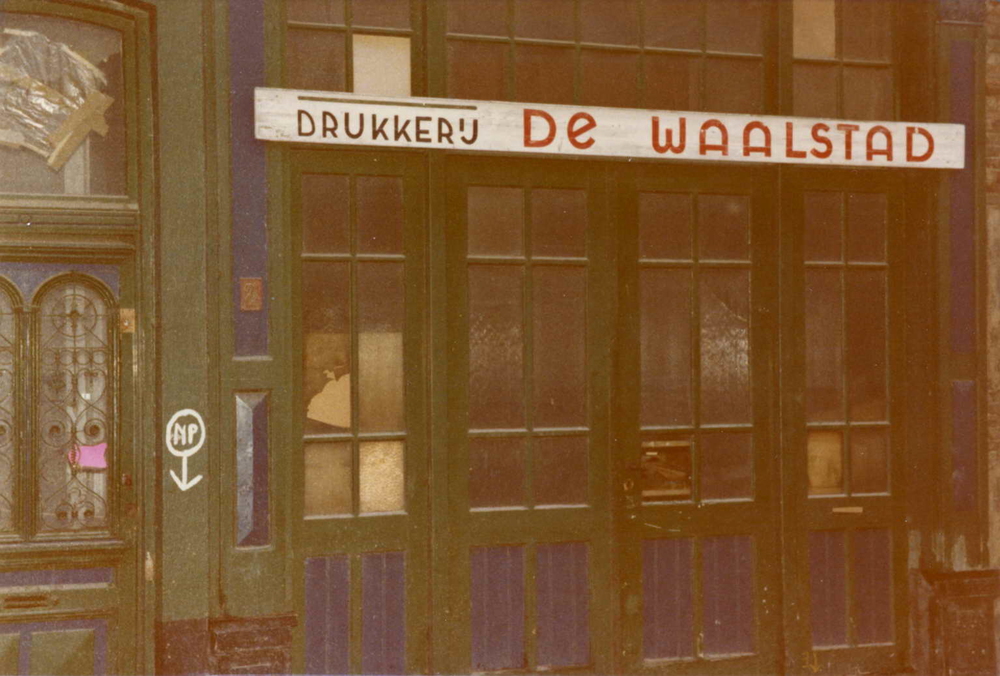 DRUKKERIJ DE WAALSTAD
NP